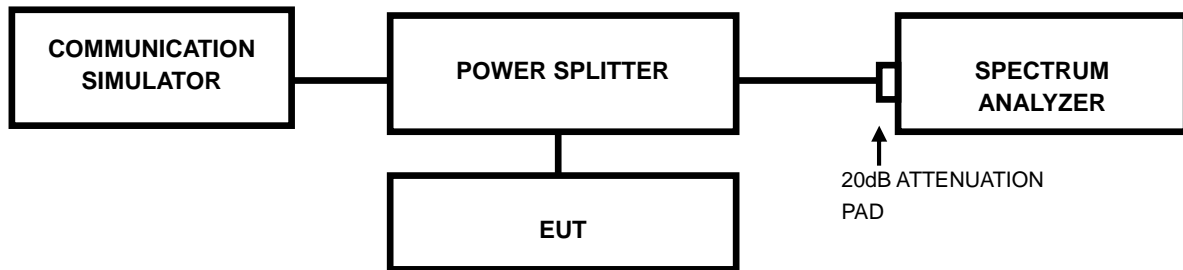 COMMUNICATION
SIMULATOR
POWER SPLITTER
SPECTRUM
ANALYZER
20dB ATTENUATION
PAD
EUT